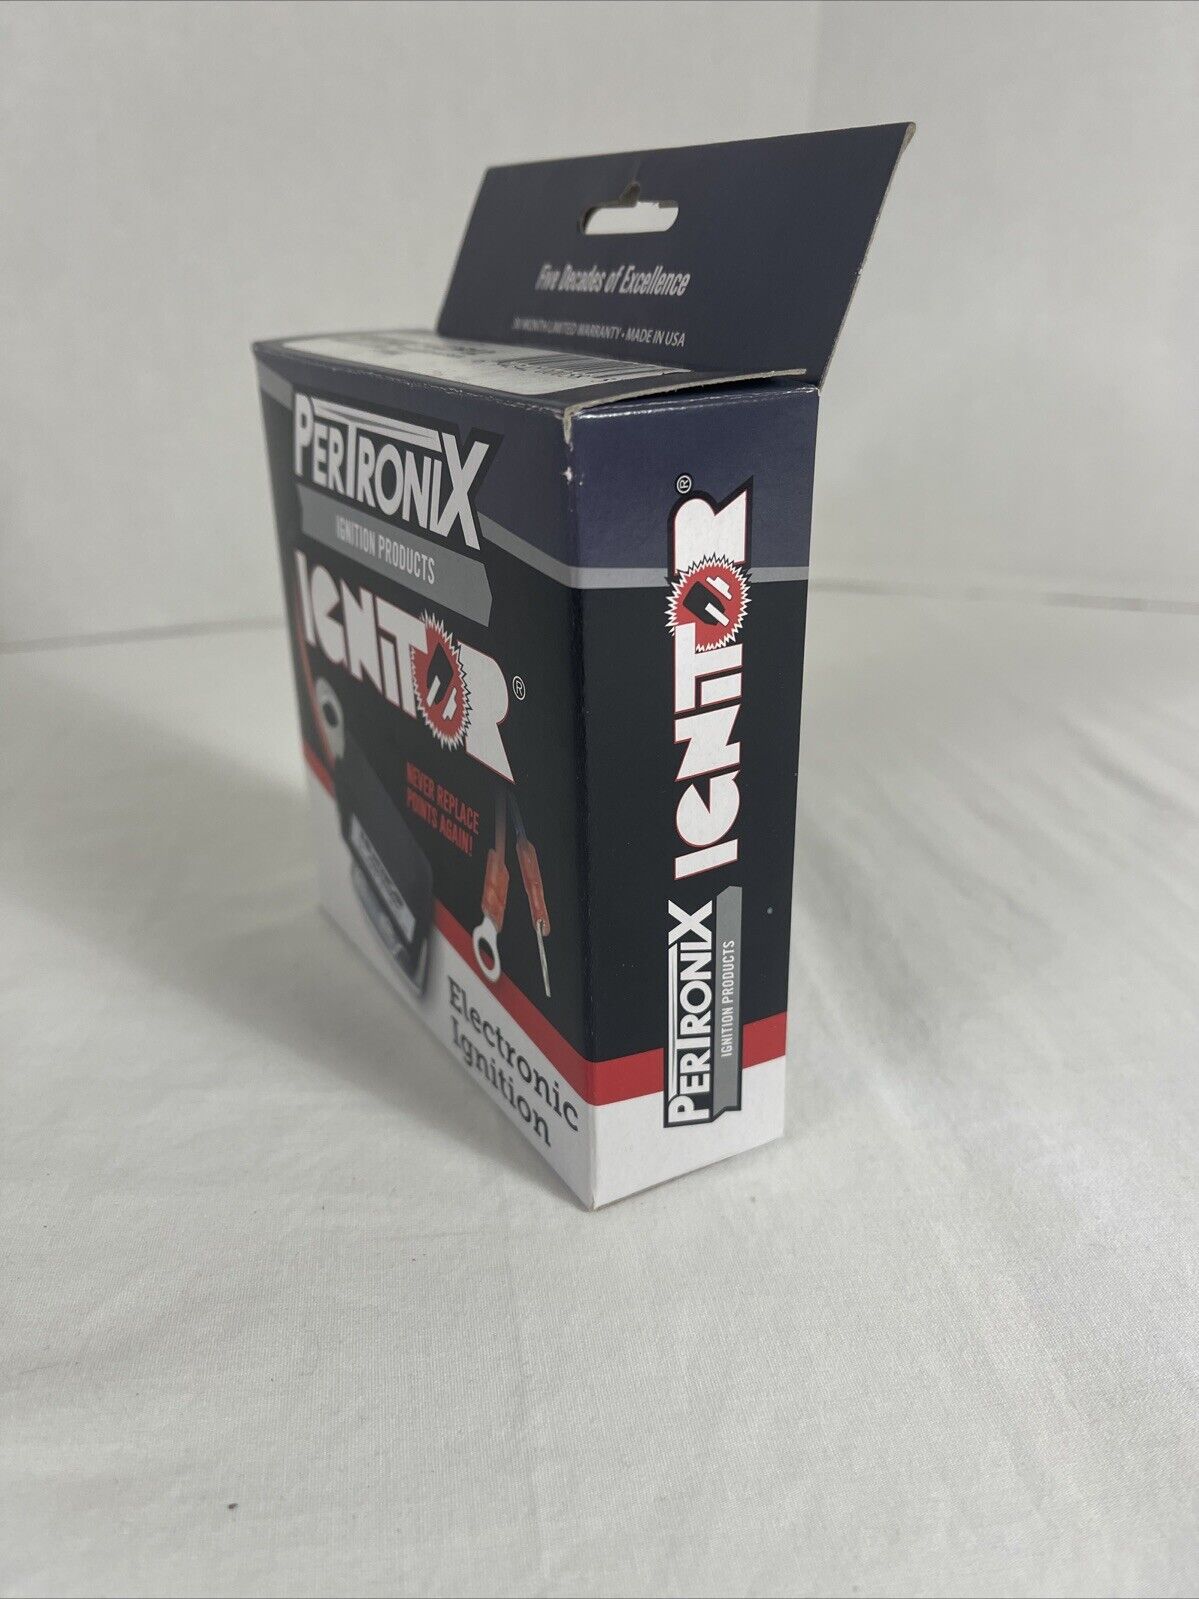 Five Decades of Excellence
30 MONTH LIMITED WARRANTY • MADE IN USA
PERTRONIX
IGNITION PRODUCTS
IGNITOR®
NEVER REPLACE
POINTS AGAIN!
Electronic
Ignition
PERTRONIX
IGNITION PRODUCTS
IGNITOR®